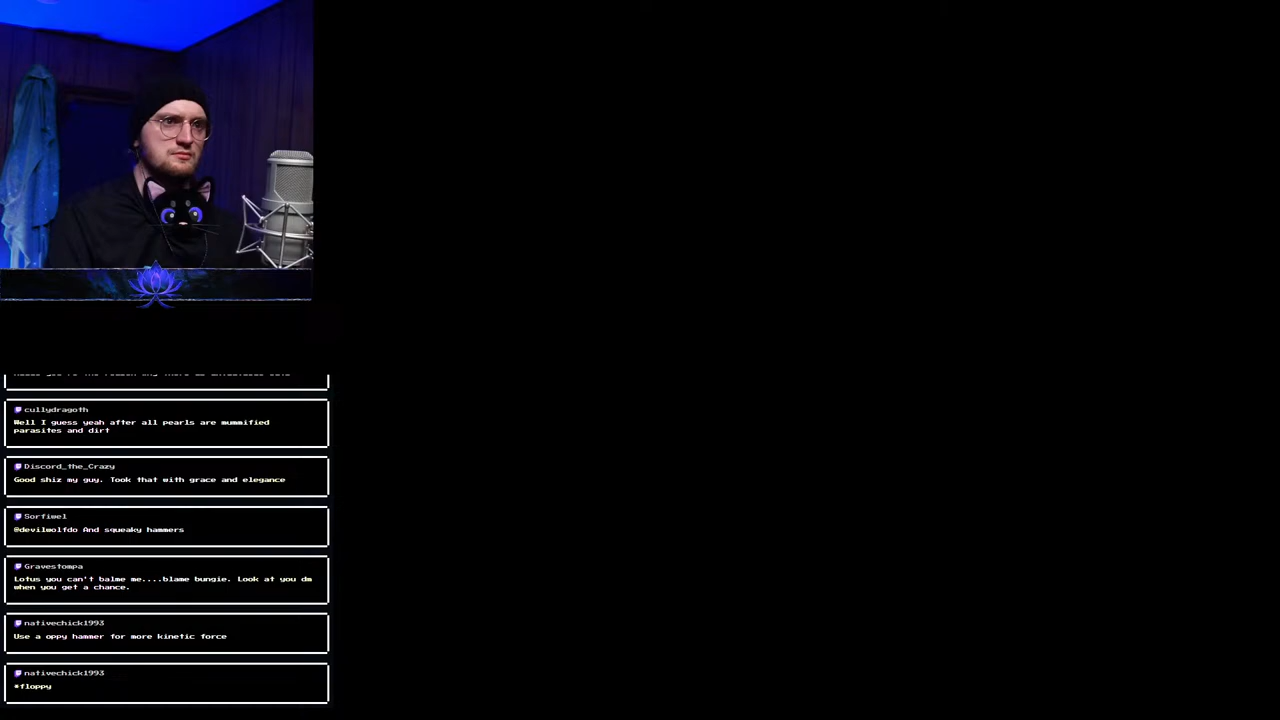 cullydragoth
Well I guess yeah after all pearls are mummified
parasites and dirt
Discord_the_Crazy
Good shiz my guy. Took that with grace and elegance
Sorfiwel
@devilwolfdo And squeaky hammers
Gravestompa
Lotus you can't balme me....blame bungie. Look at you dm
when you get a chance.
nativechick1993
Use a oppy hammer for more kinetic force
nativechick1993
*floppy